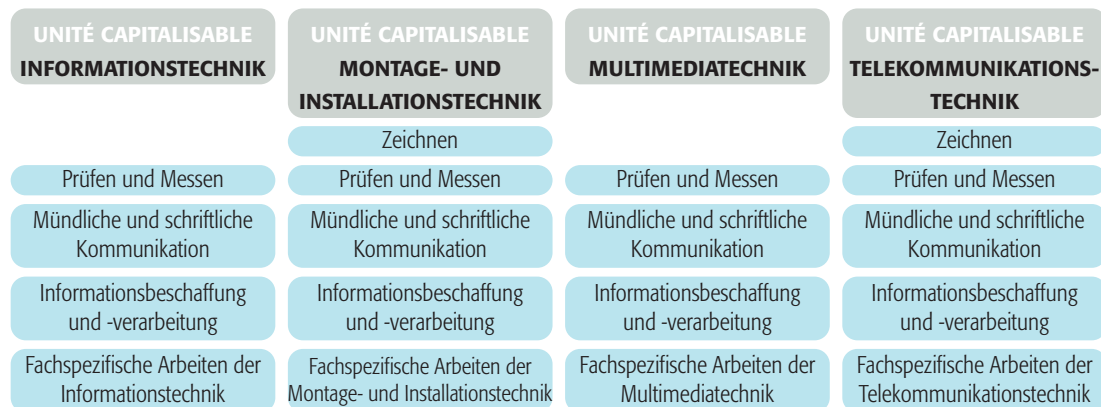 UNITÉ CAPITALISABLE
INFORMATIONSTECHNIK
Prüfen und Messen
Mündliche und schriftliche
Kommunikation
Informationsbeschaffung
und -verarbeitung
Fachspezifische Arbeiten der
Informationstechnik
UNITÉ CAPITALISABLE
MONTAGE- UND
INSTALLATIONSTECHNIK
Zeichnen
Prüfen und Messen
Mündliche und schriftliche
Kommunikation
Informationsbeschaffung
und -verarbeitung
Fachspezifische Arbeiten der
Montage- und Installationstechnik
UNITÉ CAPITALISABLE
MULTIMEDIATECHNIK
Prüfen und Messen
Mündliche und schriftliche
Kommunikation
Informationsbeschaffung
und -verarbeitung
Fachspezifische Arbeiten der
Multimediatechnik
UNITÉ CAPITALISABLE
TELEKOMMUNIKATIONS-
TECHNIK
Zeichnen
Prüfen und Messen
Mündliche und schriftliche
Kommunikation
Informationsbeschaffung
und -verarbeitung
Fachspezifische Arbeiten der
Telekommunikationstechnik